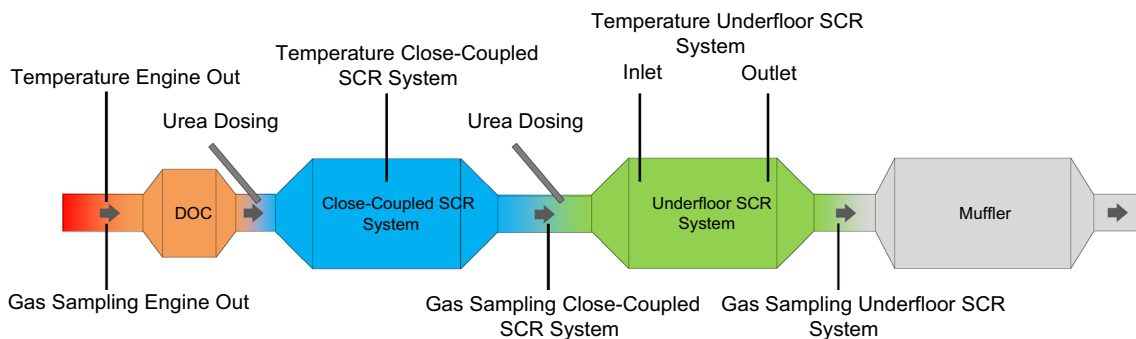 Temperature Underfloor SCR
System
Temperature Close-Coupled
SCR System
Temperature Engine Out
Inlet
Outlet
Urea Dosing
Urea Dosing
DOC
Close-Coupled SCR
System
Underfloor SCR
System
Muffler
Gas Sampling Engine Out
Gas Sampling Close-Coupled
SCR System
Gas Sampling Underfloor SCR
System